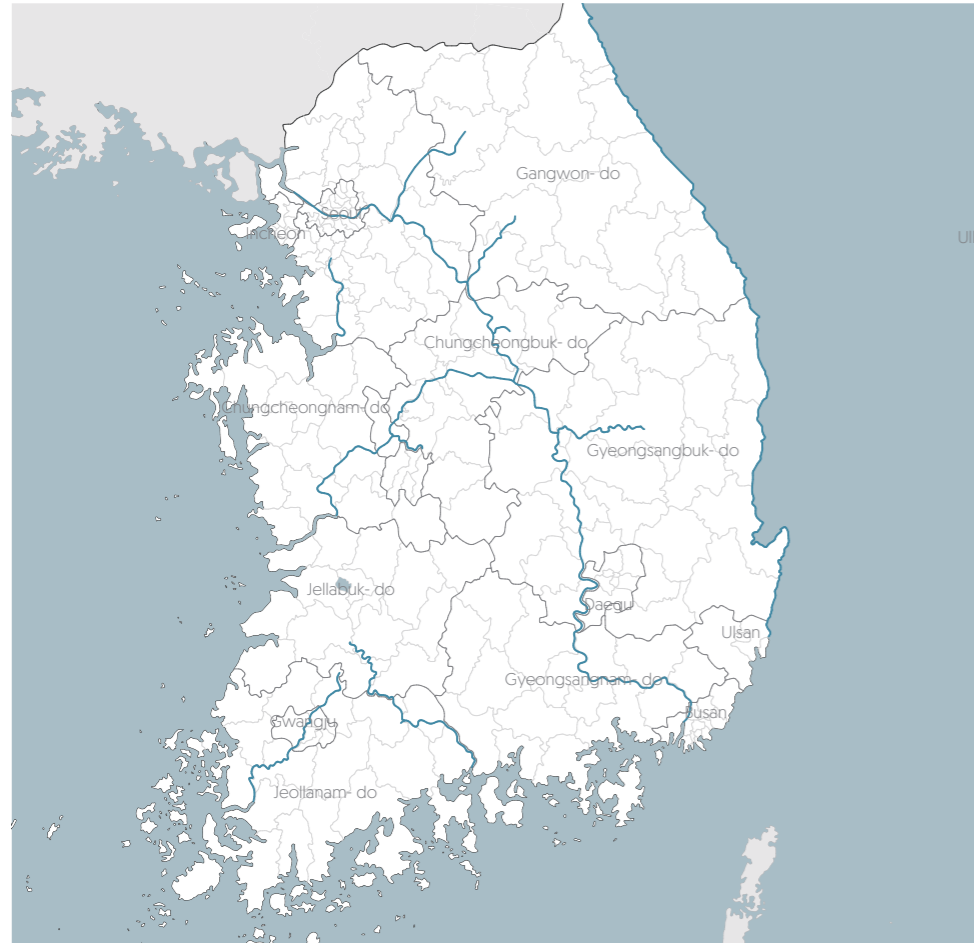 Gangwon- do
Seoul
Incheon
Ull
Chungcheongbuk- do
Chungcheongnam- do
Gyeongsangbuk- do
Jellabuk- do
Daegu
Ulsan
Gyeongsangnam- do
Busan
Gwangju
Jeollanam- do